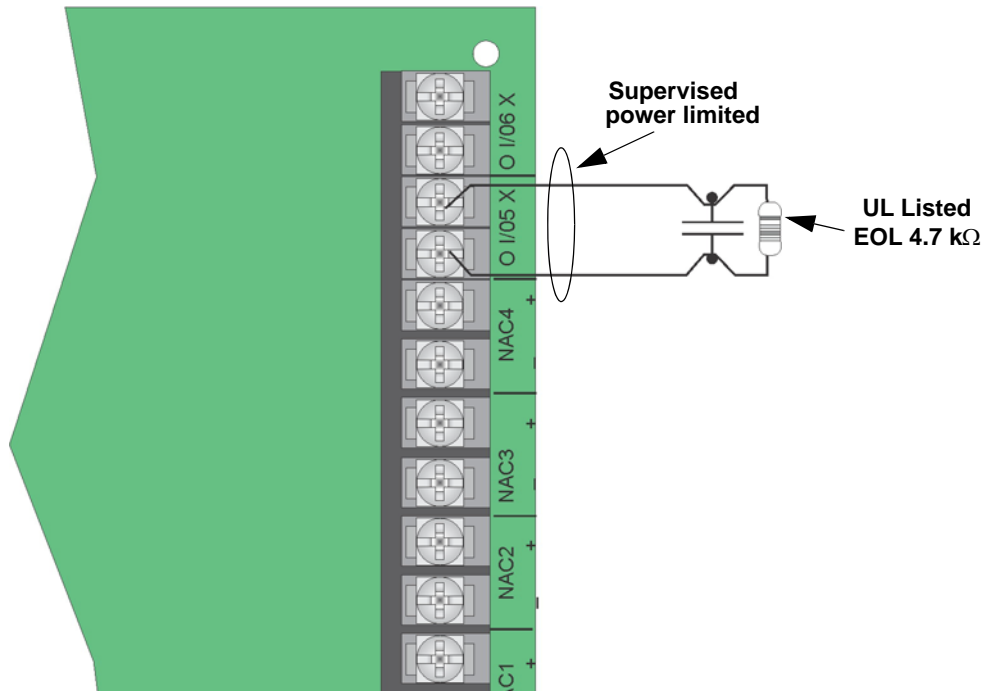 Supervised
power limited
UL Listed
EOL 4.7 kΩ
O I/06 X
O I/05 X
+
NAC4
-
+
NAC3
-
+
NAC2
-
+